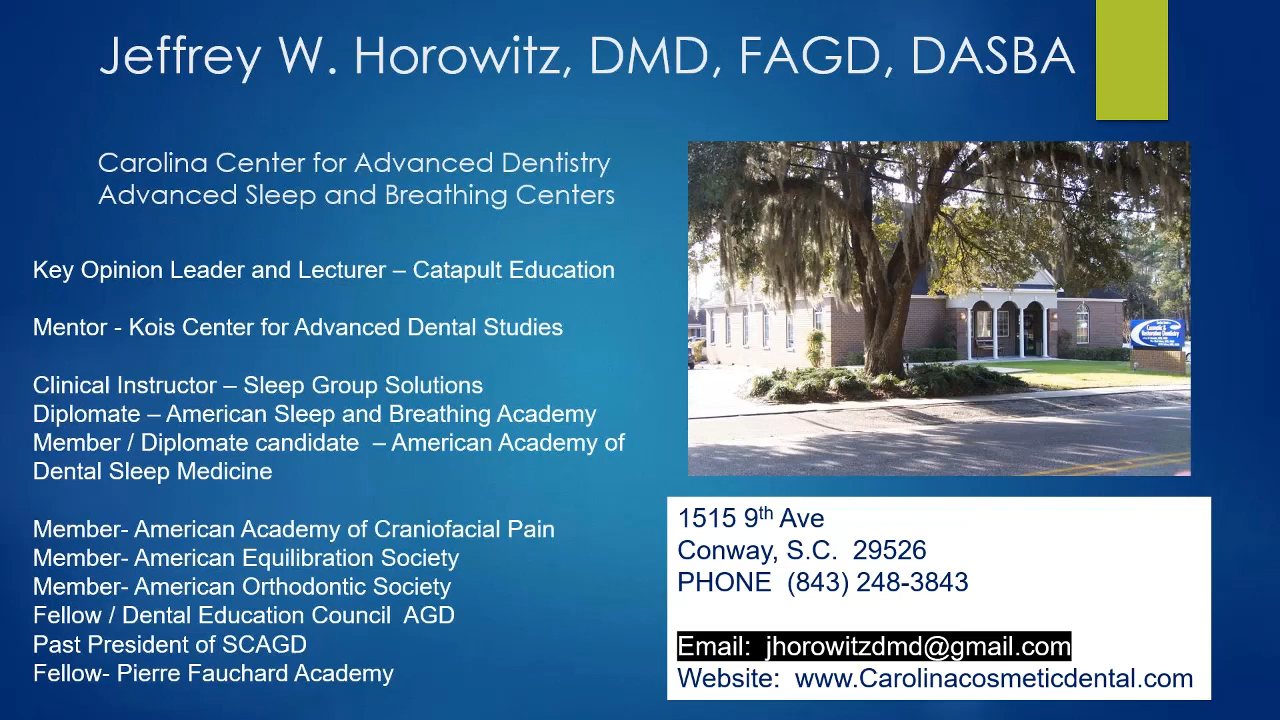 Jeffrey W. Horowitz, DMD, FAGD, DASBA
Carolina Center for Advanced Dentistry
Advanced Sleep and Breathing Centers
Key Opinion Leader and Lecturer – Catapult Education
Mentor - Kois Center for Advanced Dental Studies
Clinical Instructor – Sleep Group Solutions
Diplomate – American Sleep and Breathing Academy
Member / Diplomate candidate – American Academy of
Dental Sleep Medicine
Member- American Academy of Craniofacial Pain
Member- American Equilibration Society
Member- American Orthodontic Society
Fellow / Dental Education Council AGD
Past President of SCAGD
Fellow- Pierre Fauchard Academy
Cosmetic &
Restorative Dentistry
1515 9th Ave
Conway, S.C. 29526
PHONE (843) 248-3843
Email: jhorowitzdmd@gmail.com
Website: www.Carolinacosmeticdental.com